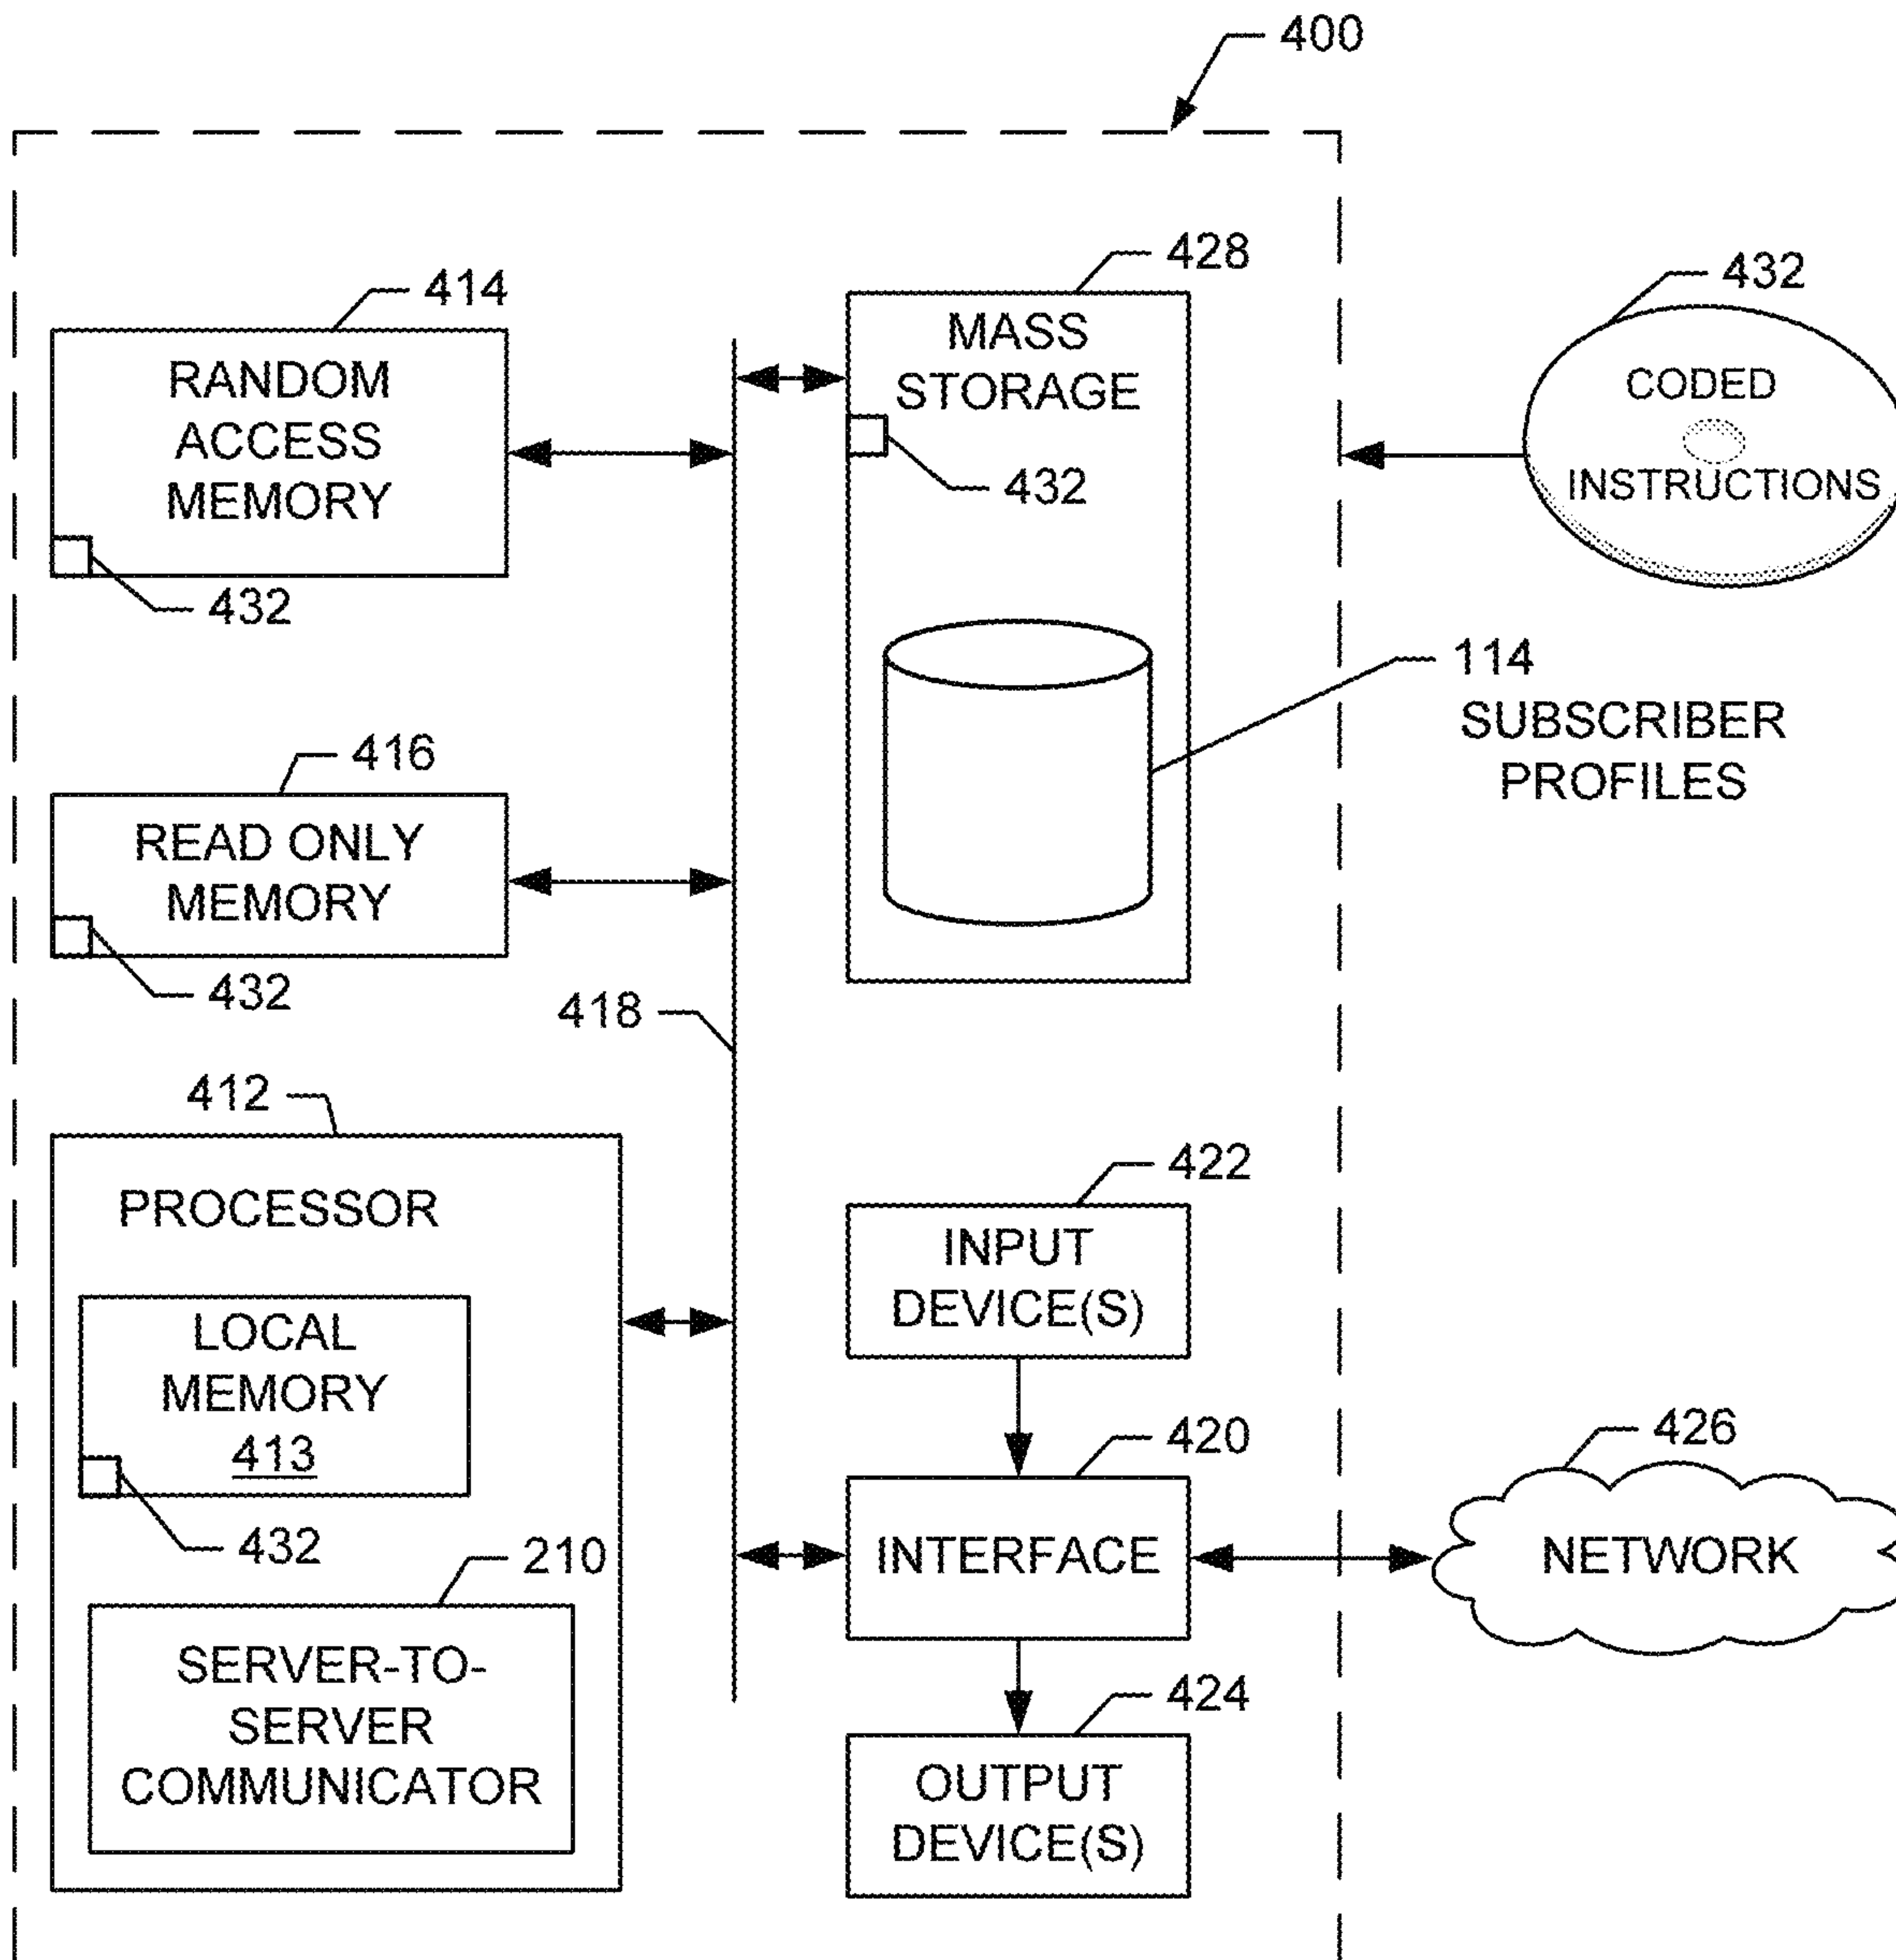 400
414
RANDOM
ACCESS
MEMORY
432
428
MASS
STORAGE
432
432
CODED
INSTRUCTIONS
114
SUBSCRIBER
PROFILES
416
READ ONLY
MEMORY
432
418
412
PROCESSOR
LOCAL
MEMORY
413
432
210
SERVER-TO-
SERVER
COMMUNICATOR
422
INPUT
DEVICE(S)
420
INTERFACE
426
NETWORK
424
OUTPUT
DEVICE(S)